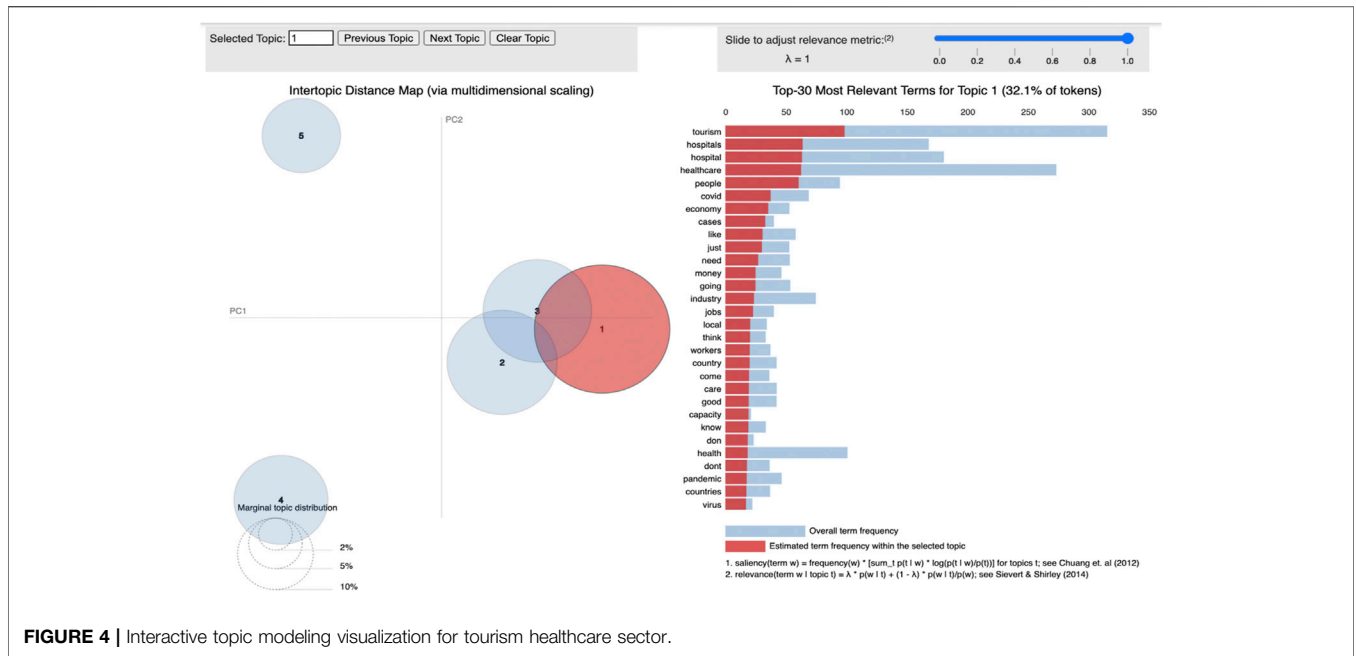 Selected Topic: 1 Previous Topic Next Topic Clear Topic
Slide to adjust relevance metric:(2)
λ = 1
0.0 0.2 0.4 0.6 0.8 1.0
Intertopic Distance Map (via multidimensional scaling)
PC2
PC1
5
3
1
2
4
Marginal topic distribution
2%
5%
10%
Top-30 Most Relevant Terms for Topic 1 (32.1% of tokens)
0 50 100 150 200 250 300 350
tourism
hospitals
hospital
healthcare
people
covid
economy
cases
like
just
need
money
going
industry
jobs
local
think
workers
country
come
care
good
capacity
know
don
health
dont
pandemic
countries
virus
Overall term frequency
Estimated term frequency within the selected topic
1. saliency(term w) = frequency(w) * [sum_t p(t | w) * log(p(t | w)/p(t))] for topics t; see Chuang et. al (2012)
2. relevance(term w | topic t) = λ * p(w | t) + (1 - λ) * p(w | t)/p(w); see Sievert & Shirley (2014)
FIGURE 4 | Interactive topic modeling visualization for tourism healthcare sector.